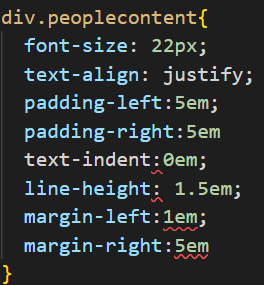 div.peoplecontent{
font-size: 22px;
text-align: justify;
padding-left:5em;
padding-right:5em
text-indent:0em;
line-height: 1.5em;
margin-left:1em;
margin-right:5em
}